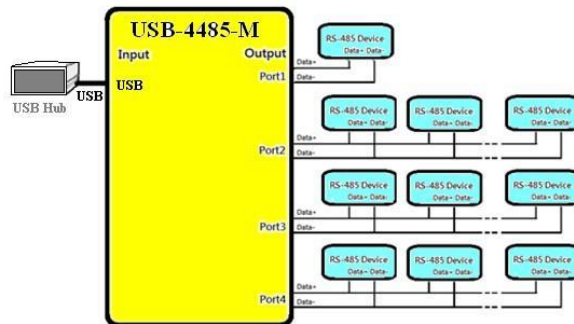 USB-4485-M
Input
Output
USB
USB
USB Hub
Port1
Data+
Data-
RS-485 Device
Data+ Data-
Port2
Data+
Data-
RS-485 Device
Data+ Data-
RS-485 Device
Data+ Data-
RS-485 Device
Data+ Data-
Port3
Data+
Data-
RS-485 Device
Data+ Data-
RS-485 Device
Data+ Data-
RS-485 Device
Data+ Data-
Port4
Data+
Data-
RS-485 Device
Data+ Data-
RS-485 Device
Data+ Data-
RS-485 Device
Data+ Data-